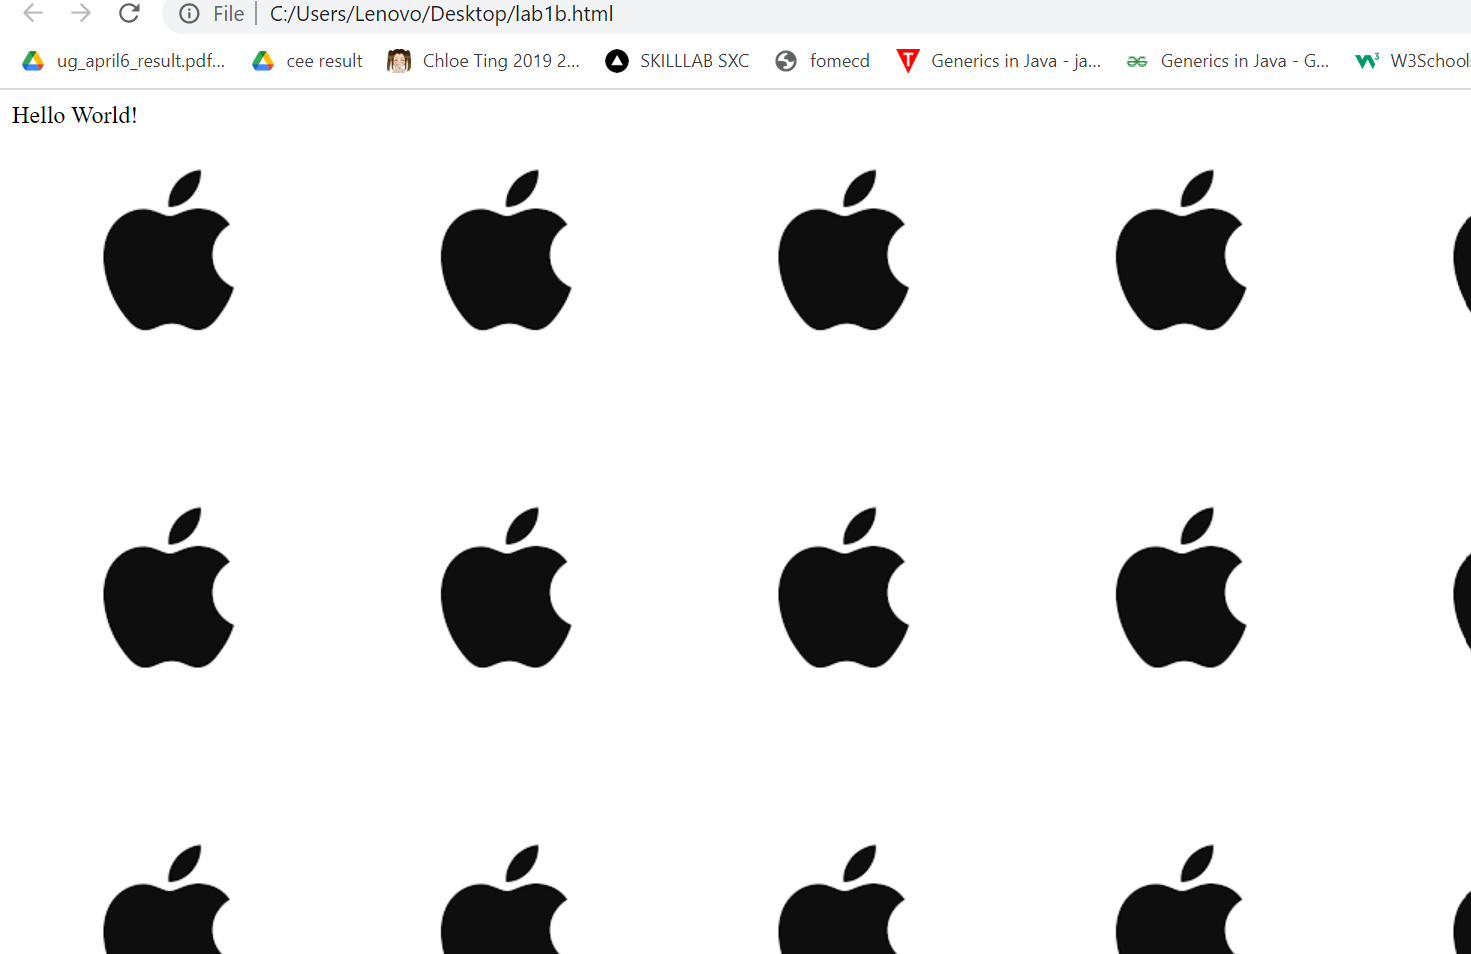 File | C:/Users/Lenovo/Desktop/lab1b.html
ug_april6_result.pdf... cee result Chloe Ting 2019 2... SKILLLAB SXC fomecd T Generics in Java - ja... Generics in Java - G... W3Schools
Hello World!